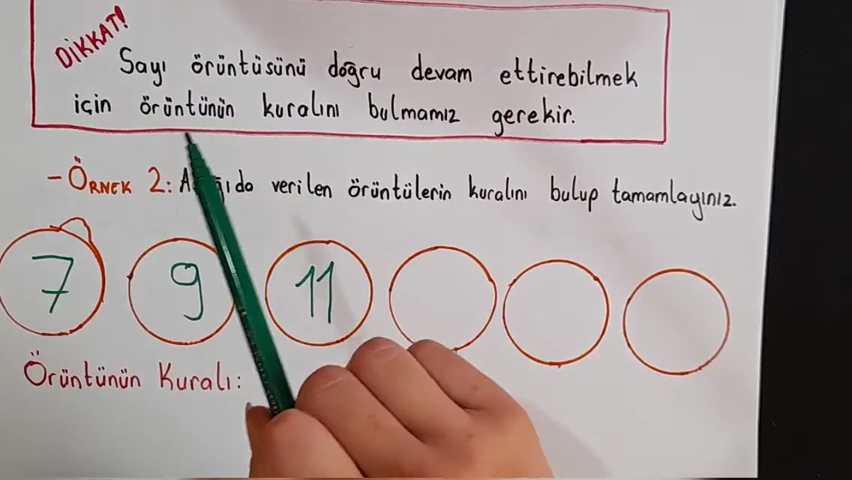 DİKKAT!
Sayı örüntüsünü doğru devam ettirebilmek
için örüntünün kuralını bulmamız gerekir.
- ÖRNEK 2: verilen örüntülerin kuralını bulup tamamlayınız.
7 9 11
Örüntünün Kuralı: